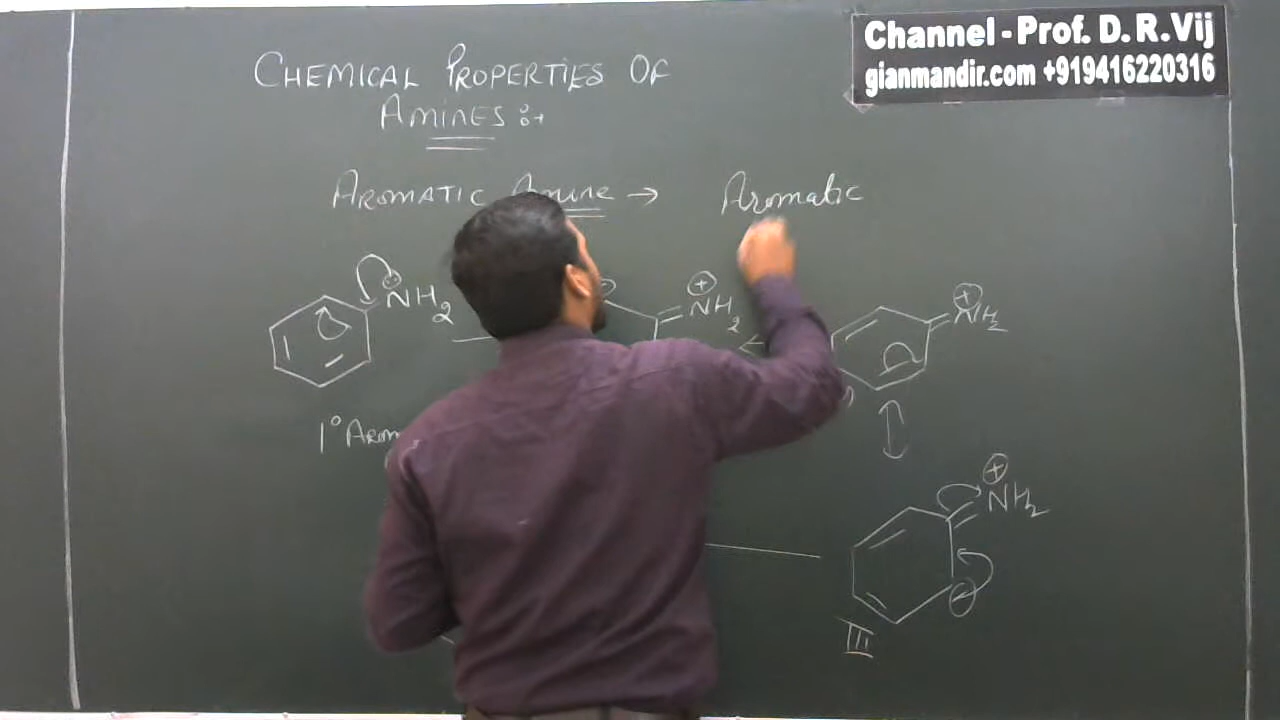 Channel - Prof. D. R. Vij
gianmandir.com +919416220316
CHEMICAL PROPERTIES OF
AMINES :+
AROMATIC Amine → Aromatic
NH2
⊕
NH2
⊕
NH2
1° Arom
⊕
NH2
III